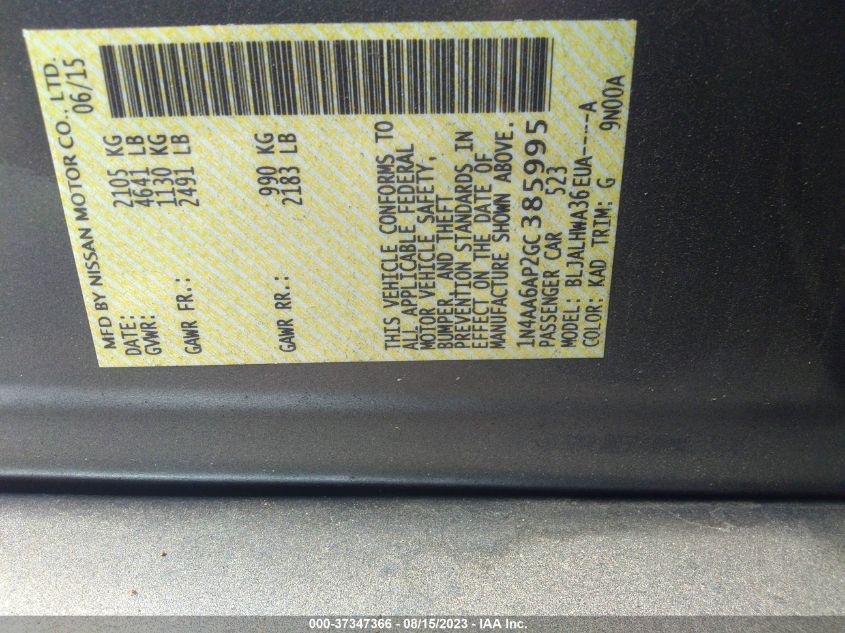 MFD BY NISSAN MOTOR CO., LTD.
DATE: 06/15
GVWR: 2105 KG
4641 LB
GAWR FR.: 1130 KG
2491 LB
GAWR RR.: 990 KG
2183 LB
THIS VEHICLE CONFORMS TO
ALL APPLICABLE FEDERAL
MOTOR VEHICLE SAFETY,
BUMPER, AND THEFT
PREVENTION STANDARDS IN
EFFECT ON THE DATE OF
MANUFACTURE SHOWN ABOVE.
1N4AA6AP2GC385995
PASSENGER CAR 523
MODEL: BLJALHWA36EUA-----A
COLOR: KAD TRIM: G 9N00A
000-37347366 - 08/15/2023 - IAA Inc.